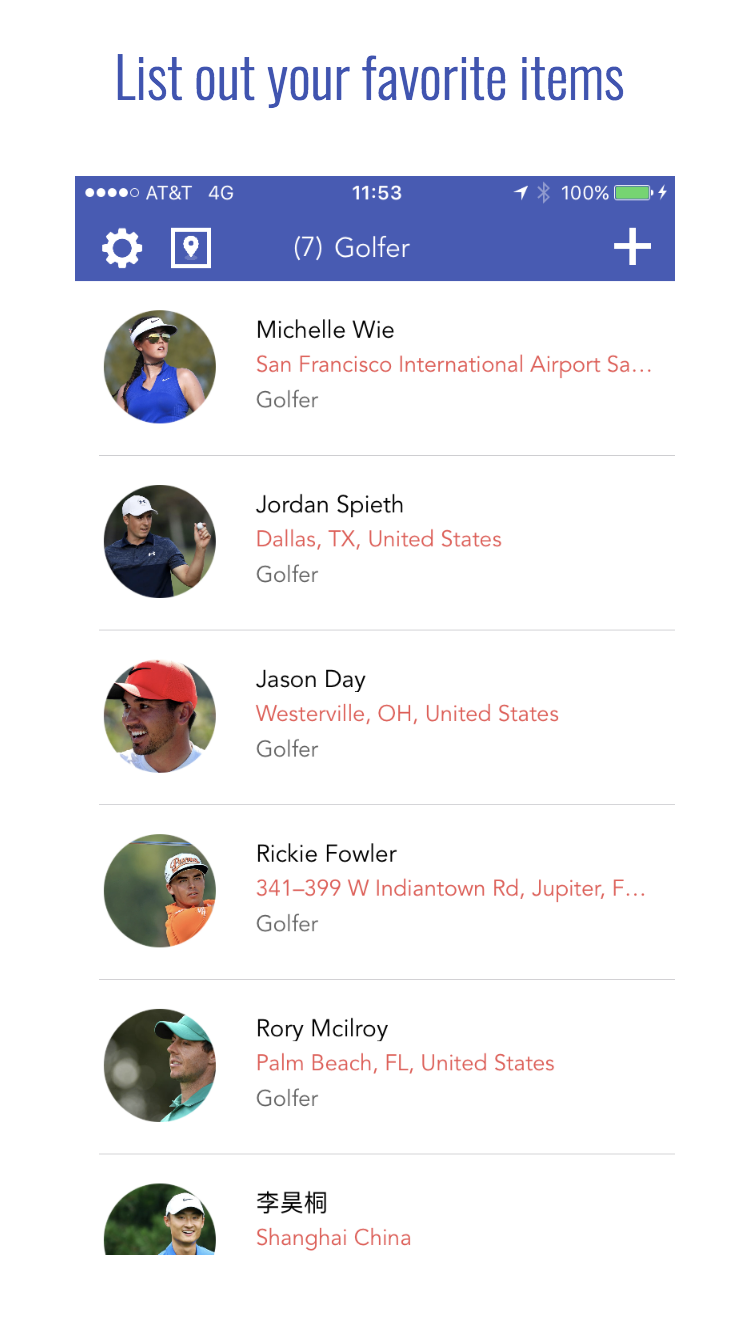 List out your favorite items
AT&T 4G 11:53 100%
(7) Golfer
Michelle Wie
San Francisco International Airport Sa...
Golfer
Jordan Spieth
Dallas, TX, United States
Golfer
Jason Day
Westerville, OH, United States
Golfer
Rickie Fowler
341–399 W Indiantown Rd, Jupiter, F...
Golfer
Rory Mcilroy
Palm Beach, FL, United States
Golfer
李昊桐
Shanghai China